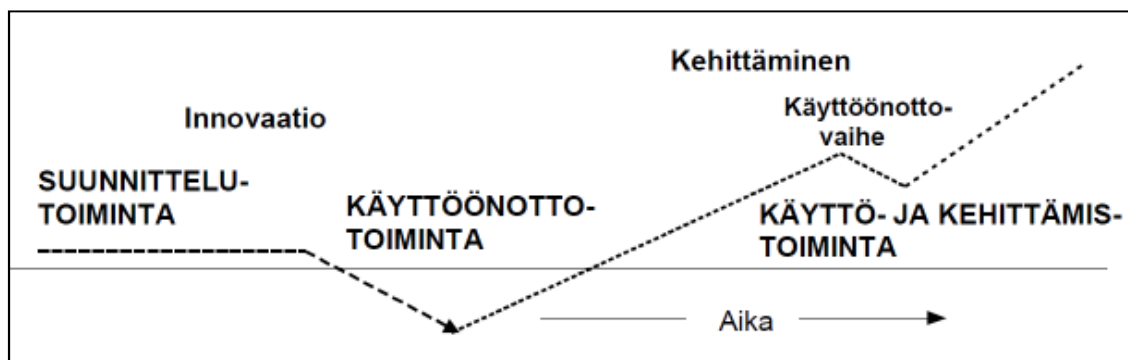 Kehittäminen
Innovaatio
Käyttöönotto-
vaihe
SUUNNITTELU-
TOIMINTA
KÄYTTÖÖNOTTO-
TOIMINTA
KÄYTTÖ- JA KEHITTÄMIS-
TOIMINTA
Aika